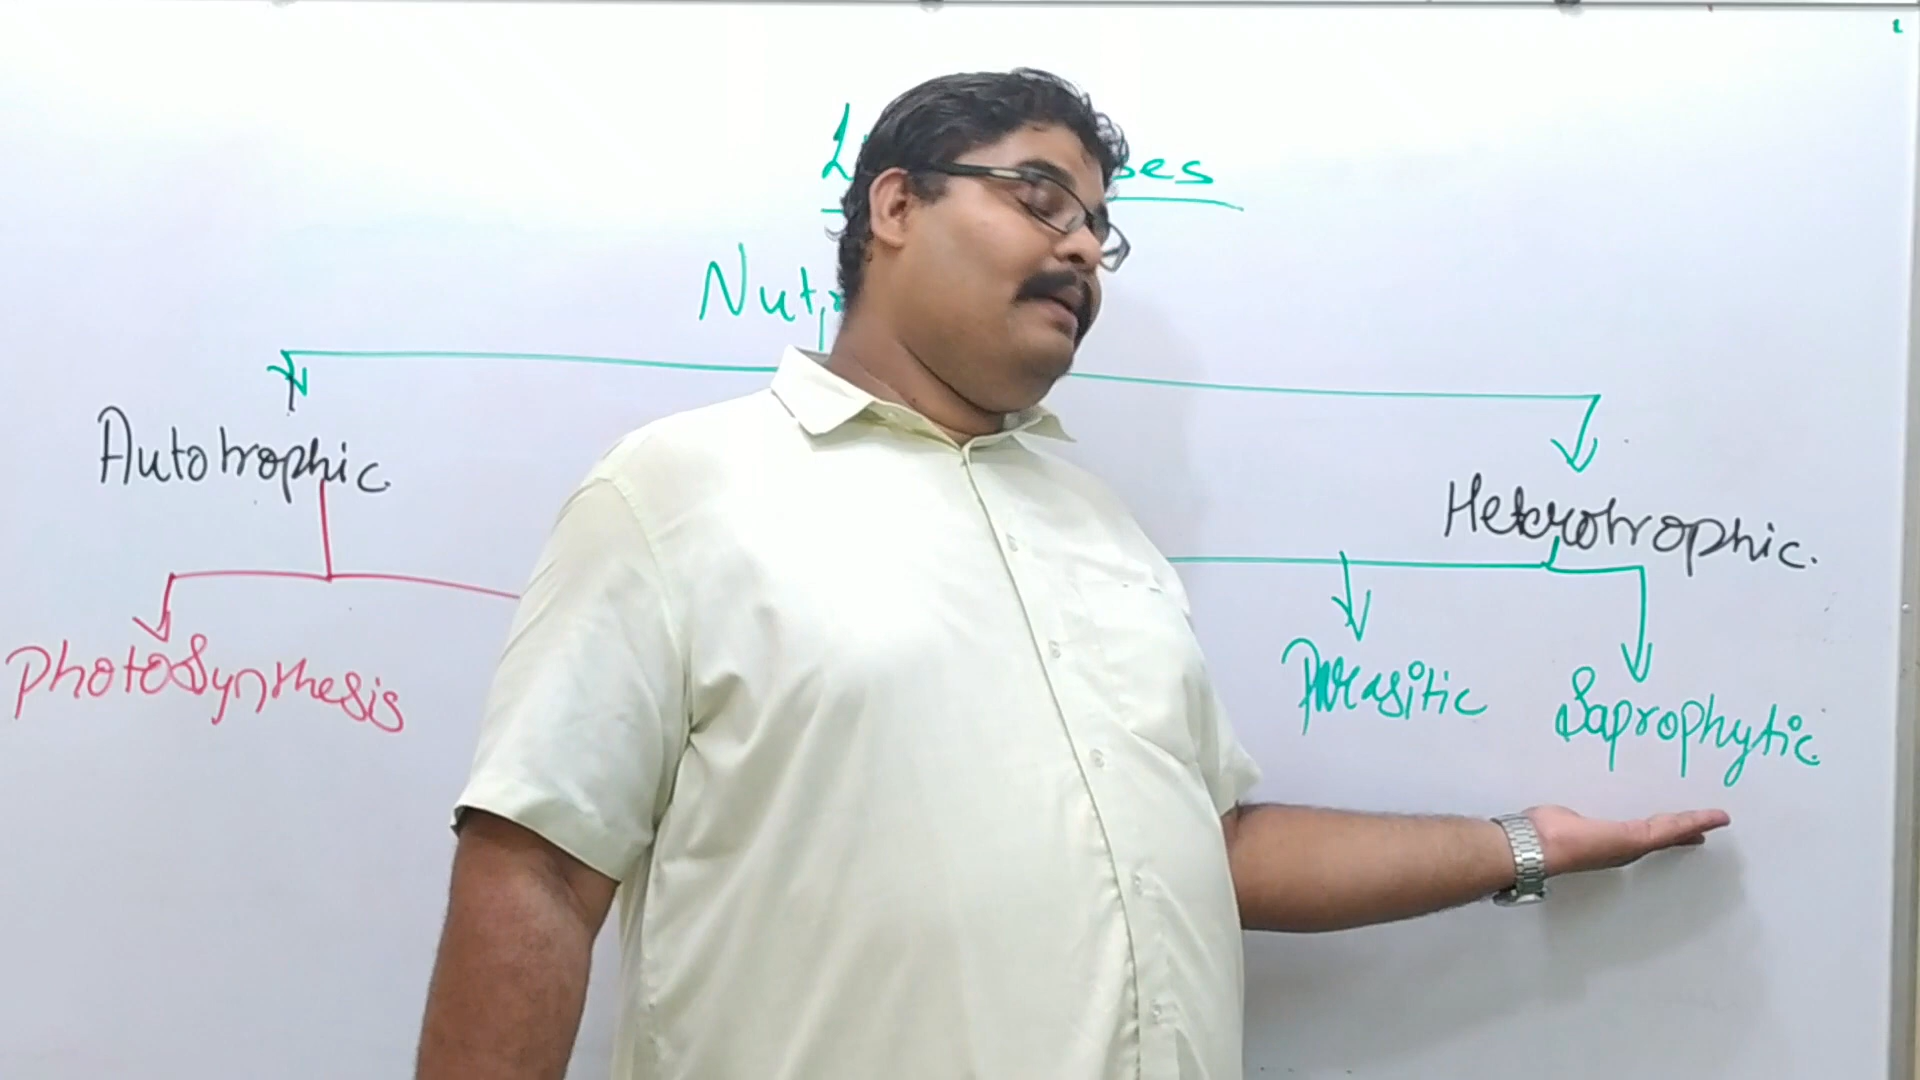 Autotrophic
Heterotrophic.
Photosynthesis
Parasitic
Saprophytic.